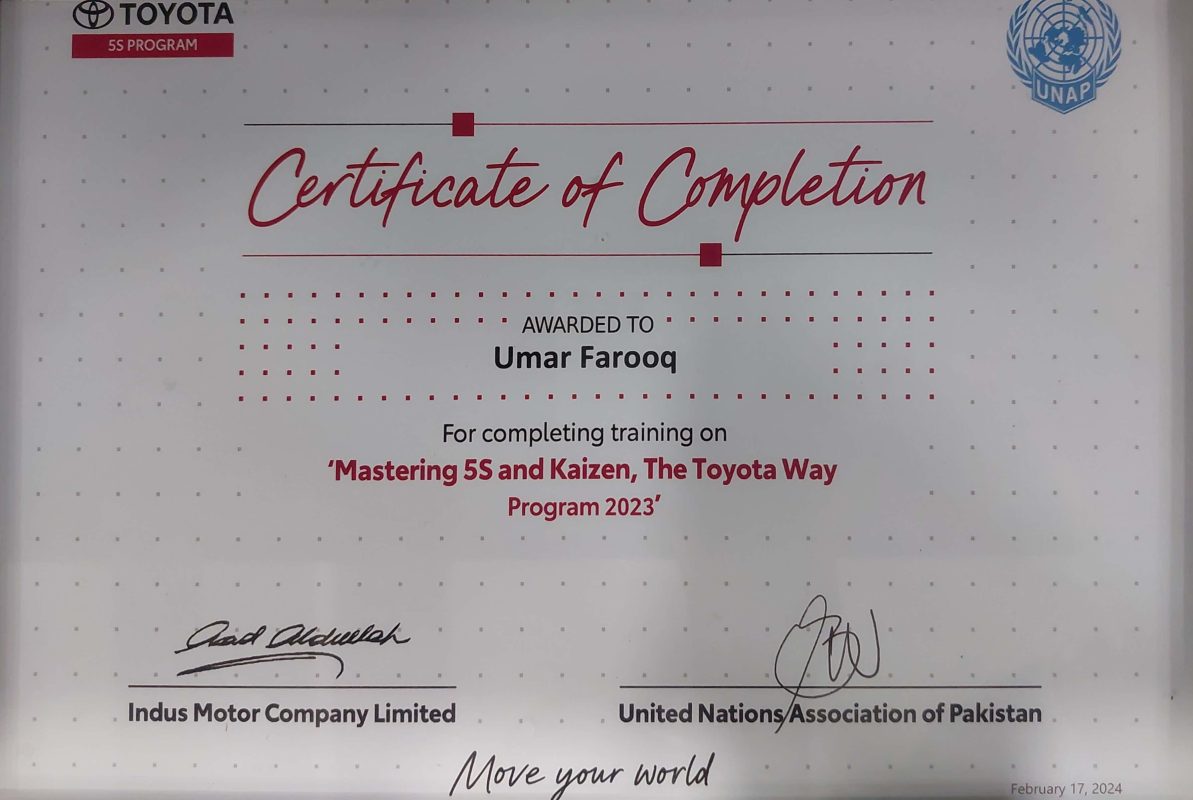 TOYOTA
5S PROGRAM
UNAP
Certificate of Completion
AWARDED TO
Umar Farooq
For completing training on
‘Mastering 5S and Kaizen, The Toyota Way
Program 2023’
Asad Abdullah
Indus Motor Company Limited
United Nations Association of Pakistan
Move your world
February 17, 2024